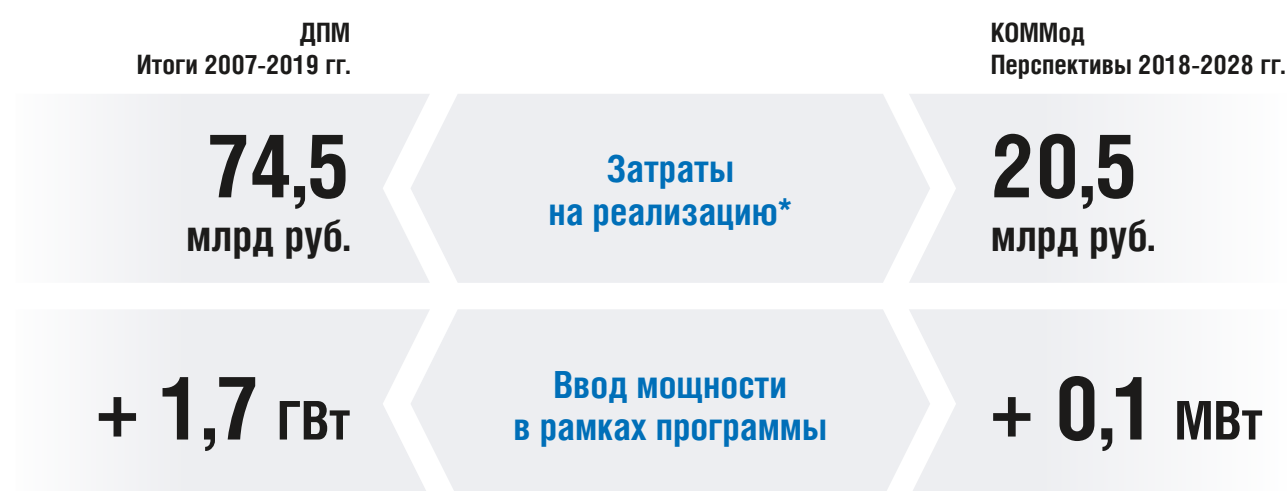 ДПМ
Итоги 2007-2019 гг.
КОММод
Перспективы 2018-2028 гг.
74,5
млрд руб.
Затраты
на реализацию*
20,5
млрд руб.
+ 1,7 ГВт
Ввод мощности
в рамках программы
+ 0,1 МВт